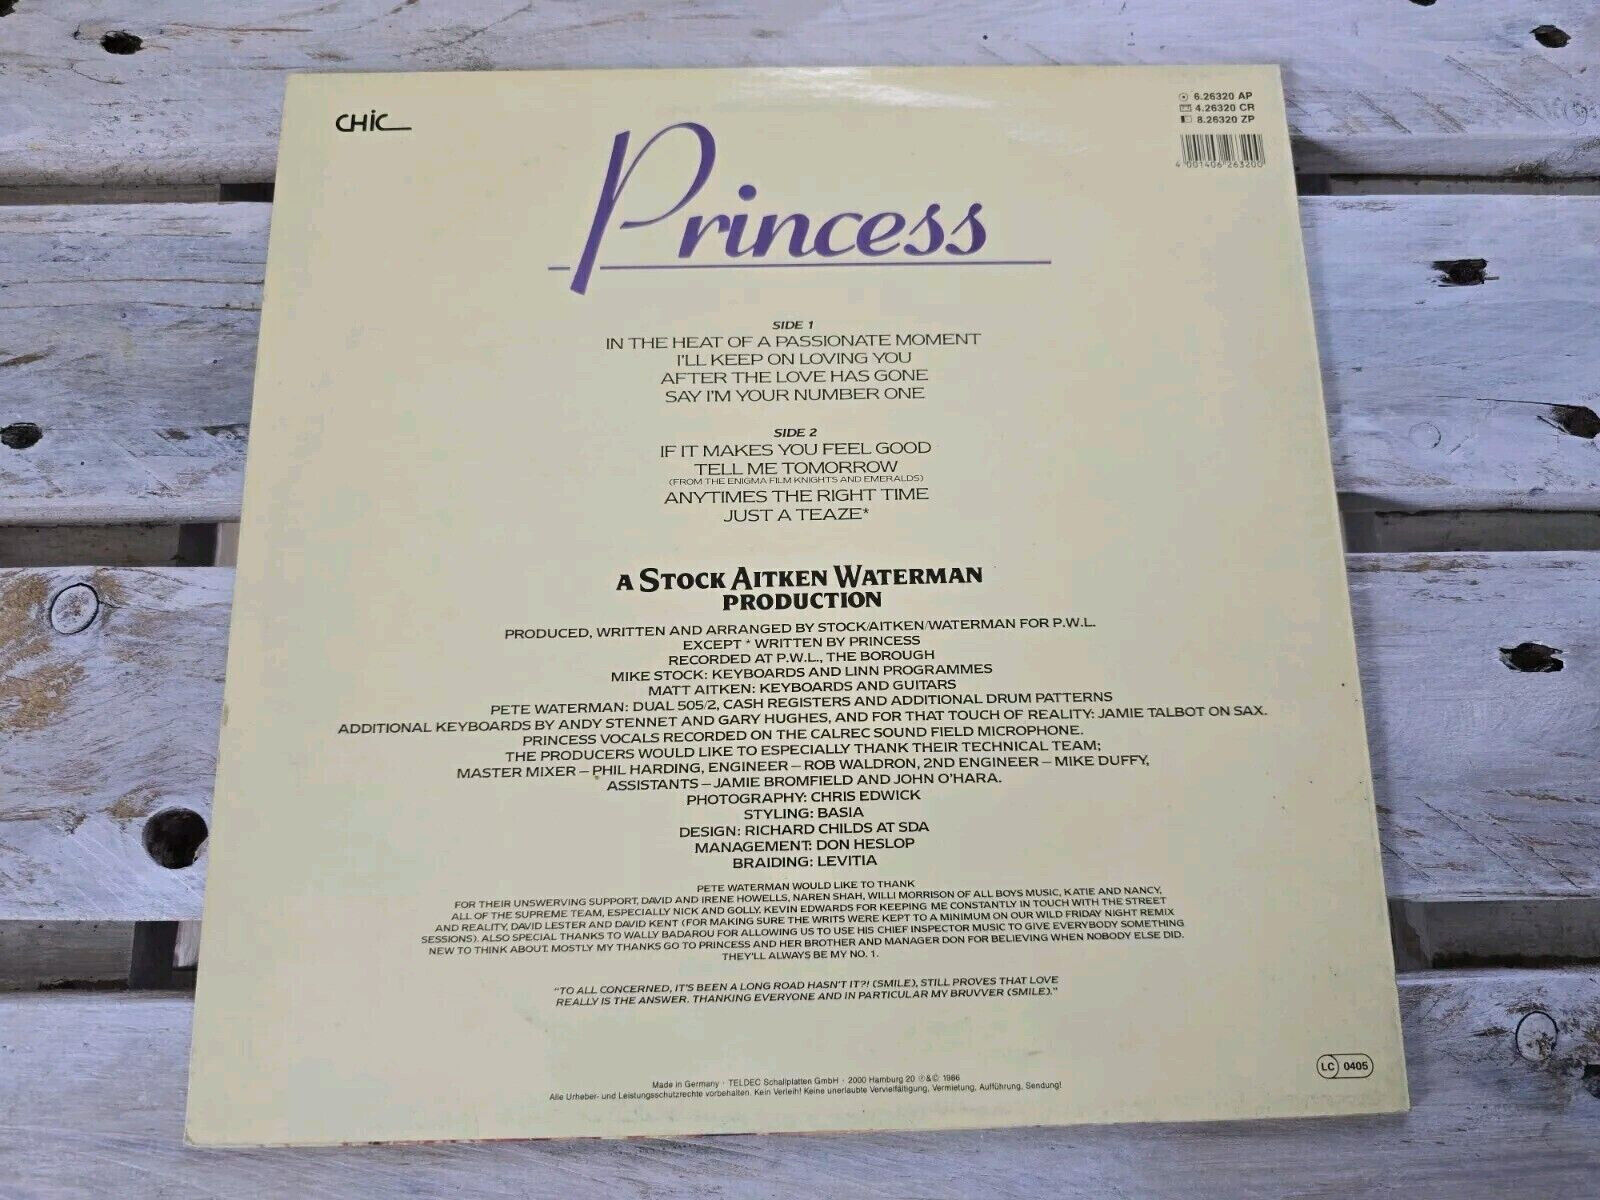 CHIC
6.26320 AP
4.26320 CR
8.26320 ZP
4 001406 263200
Princess
SIDE 1
IN THE HEAT OF A PASSIONATE MOMENT
I'LL KEEP ON LOVING YOU
AFTER THE LOVE HAS GONE
SAY I'M YOUR NUMBER ONE
SIDE 2
IF IT MAKES YOU FEEL GOOD
TELL ME TOMORROW
(FROM THE ENIGMA FILM KNIGHTS AND EMERALDS)
ANYTIMES THE RIGHT TIME
JUST A TEAZE*
A STOCK AITKEN WATERMAN
PRODUCTION
PRODUCED, WRITTEN AND ARRANGED BY STOCK/AITKEN/WATERMAN FOR P.W.L.
EXCEPT * WRITTEN BY PRINCESS
RECORDED AT P.W.L., THE BOROUGH
MIKE STOCK: KEYBOARDS AND LINN PROGRAMMES
MATT AITKEN: KEYBOARDS AND GUITARS
PETE WATERMAN: DUAL 505/2, CASH REGISTERS AND ADDITIONAL DRUM PATTERNS
ADDITIONAL KEYBOARDS BY ANDY STENNET AND GARY HUGHES, AND FOR THAT TOUCH OF REALITY: JAMIE TALBOT ON SAX.
PRINCESS VOCALS RECORDED ON THE CALREC SOUND FIELD MICROPHONE.
THE PRODUCERS WOULD LIKE TO ESPECIALLY THANK THEIR TECHNICAL TEAM;
MASTER MIXER – PHIL HARDING, ENGINEER – ROB WALDRON, 2ND ENGINEER – MIKE DUFFY,
ASSISTANTS – JAMIE BROMFIELD AND JOHN O'HARA.
PHOTOGRAPHY: CHRIS EDWICK
STYLING: BASIA
DESIGN: RICHARD CHILDS AT SDA
MANAGEMENT: DON HESLOP
BRAIDING: LEVITIA
PETE WATERMAN WOULD LIKE TO THANK
FOR THEIR UNSWERVING SUPPORT, DAVID AND IRENE HOWELLS, NAREN SHAH, WILLI MORRISON OF ALL BOYS MUSIC, KATIE AND NANCY,
ALL OF THE SUPREME TEAM, ESPECIALLY NICK AND GOLLY, KEVIN EDWARDS FOR KEEPING ME CONSTANTLY IN TOUCH WITH THE STREET
AND REALITY, DAVID LESTER AND DAVID KENT (FOR MAKING SURE THE WRITS WERE KEPT TO A MINIMUM ON OUR WILD FRIDAY NIGHT REMIX
SESSIONS). ALSO SPECIAL THANKS TO WALLY BADAROU FOR ALLOWING US TO USE HIS CHIEF INSPECTOR MUSIC TO GIVE EVERYBODY SOMETHING
NEW TO THINK ABOUT. MOSTLY MY THANKS GO TO PRINCESS AND HER BROTHER AND MANAGER DON FOR BELIEVING WHEN NOBODY ELSE DID.
THEY'LL ALWAYS BE MY NO. 1.
"TO ALL CONCERNED, IT'S BEEN A LONG ROAD HASN'T IT?! (SMILE), STILL PROVES THAT LOVE
REALLY IS THE ANSWER. THANKING EVERYONE AND IN PARTICULAR MY BRUVVER (SMILE)."
LC 0405
Made in Germany · TELDEC Schallplatten GmbH · 2000 Hamburg 20 ℗&© 1986
Alle Urheber- und Leistungsschutzrechte vorbehalten. Kein Verleih! Keine unerlaubte Vervielfältigung, Vermietung, Aufführung, Sendung!